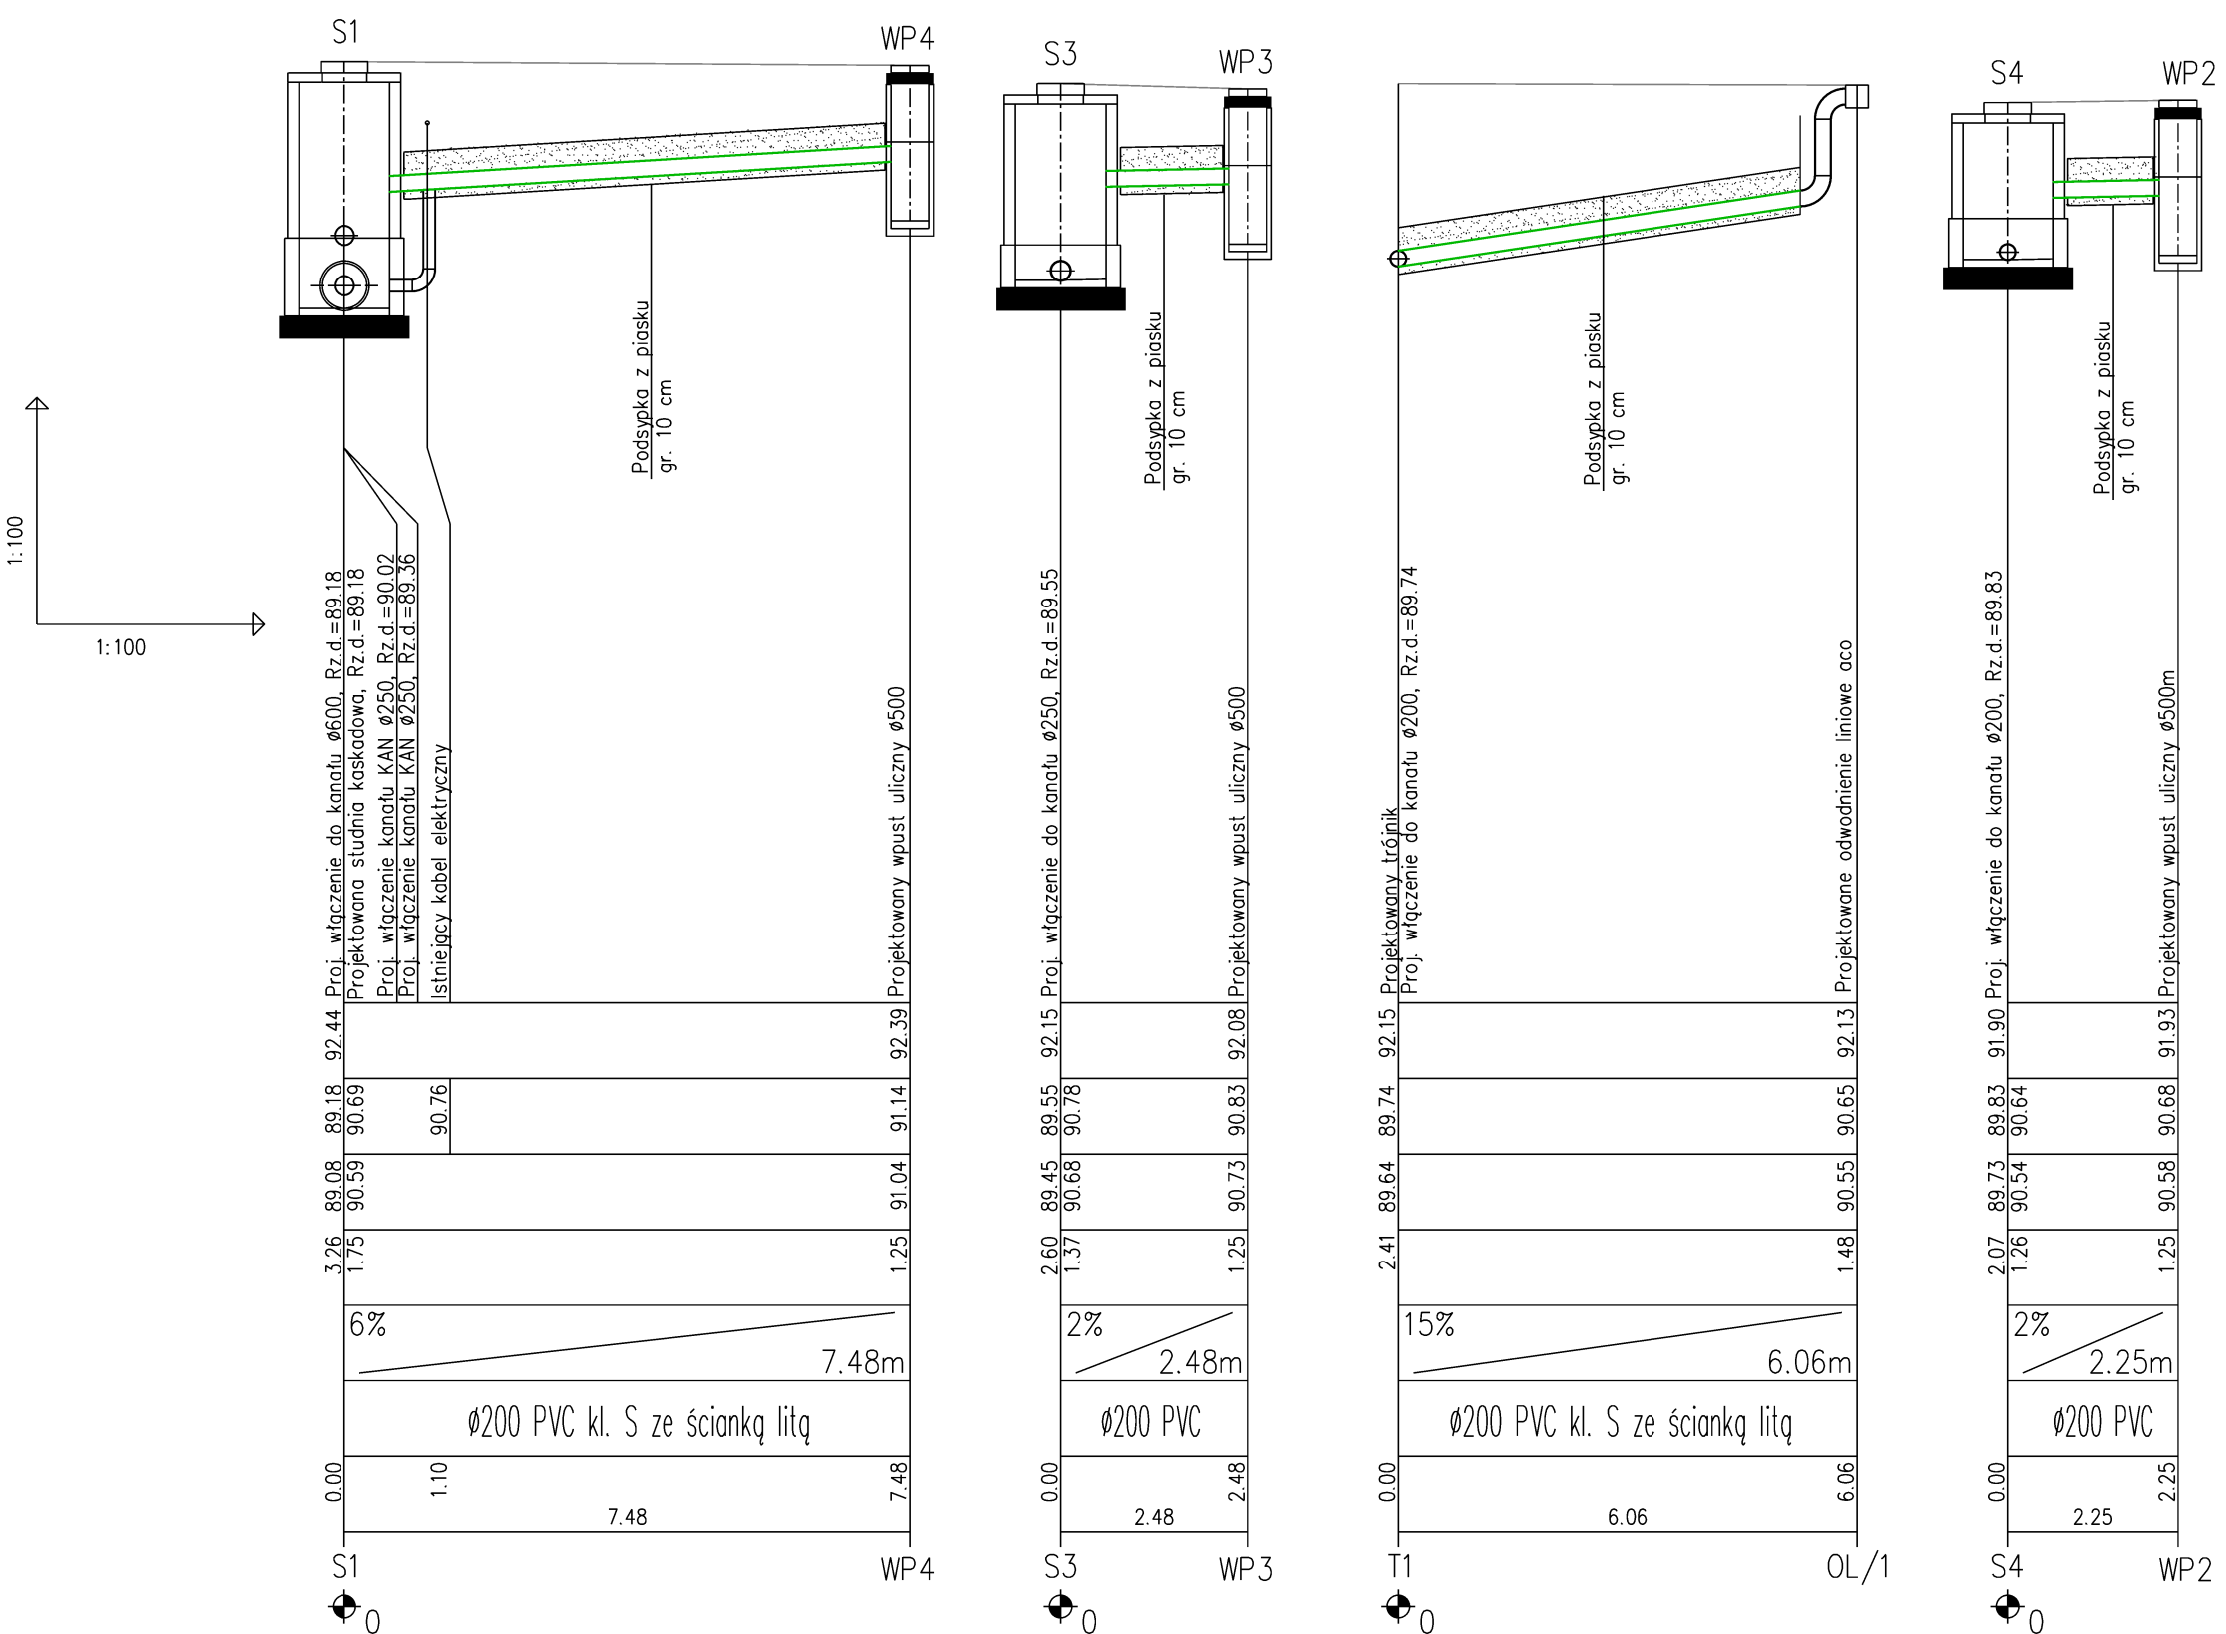 S1
WP4
S3
WP3
S4
WP2
1:100
1:100
Podsypka z piasku
gr. 10 cm
Podsypka z piasku
gr. 10 cm
Podsypka z piasku
gr. 10 cm
Podsypka z piasku
gr. 10 cm
Proj. włączenie do kanału ø600, Rz.d.=89.18
Projektowana studnia kaskadowa, Rz.d.=89.18
Proj. włączenie kanału KAN ø250, Rz.d.=90.02
Proj. włączenie kanału KAN ø250, Rz.d.=89.36
Istniejący kabel elektryczny
Projektowany wpust uliczny ø500
Proj. włączenie do kanału ø250, Rz.d.=89.55
Projektowany wpust uliczny ø500
Projektowany trójnik
Proj. włączenie do kanału ø200, Rz.d.=89.74
Projektowane odwodnienie liniowe aco
Proj. włączenie do kanału ø200, Rz.d.=89.83
Projektowany wpust uliczny ø500m
92.44
92.39
92.15
92.08
92.15
92.13
91.90
91.93
89.18
90.69
90.76
91.14
89.55
90.78
90.83
89.74
90.65
89.83
90.64
90.68
89.08
90.59
91.04
89.45
90.68
90.73
89.64
90.55
89.73
90.54
90.58
3.26
1.75
1.25
2.60
1.37
1.25
2.41
1.48
2.07
1.26
1.25
6%
7.48m
2%
2.48m
15%
6.06m
2%
2.25m
ø200 PVC kl. S ze ścianką litą
ø200 PVC
ø200 PVC kl. S ze ścianką litą
ø200 PVC
0.00
1.10
7.48
0.00
2.48
0.00
6.06
0.00
2.25
7.48
2.48
6.06
2.25
S1
WP4
S3
WP3
T1
OL/1
S4
WP2
0
0
0
0